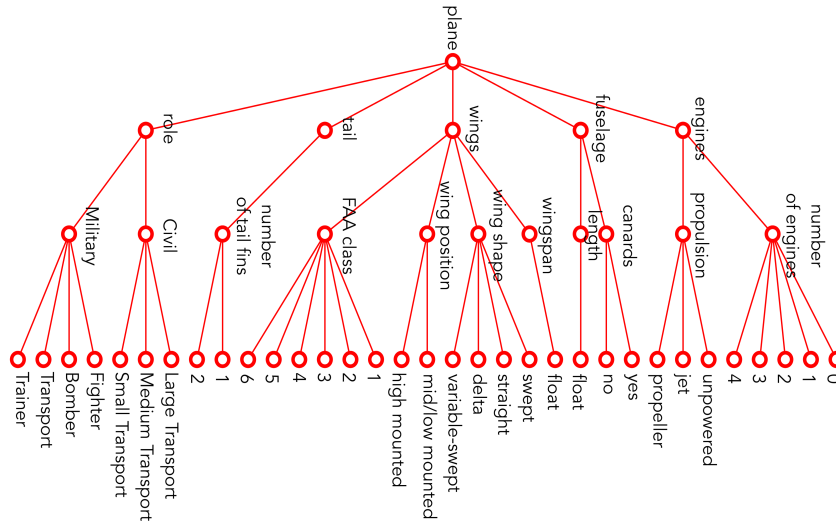 plane
role
tail
wings
fuselage
engines
Military
Civil
number
of tail fins
FAA class
wing position
wing shape
wingspan
length
canards
propulsion
number
of engines
Trainer
Transport
Bomber
Fighter
Small Transport
Medium Transport
Large Transport
2
1
6
5
4
3
2
1
high mounted
mid/low mounted
variable-swept
delta
straight
swept
float
float
no
yes
propeller
jet
unpowered
4
3
2
1
0